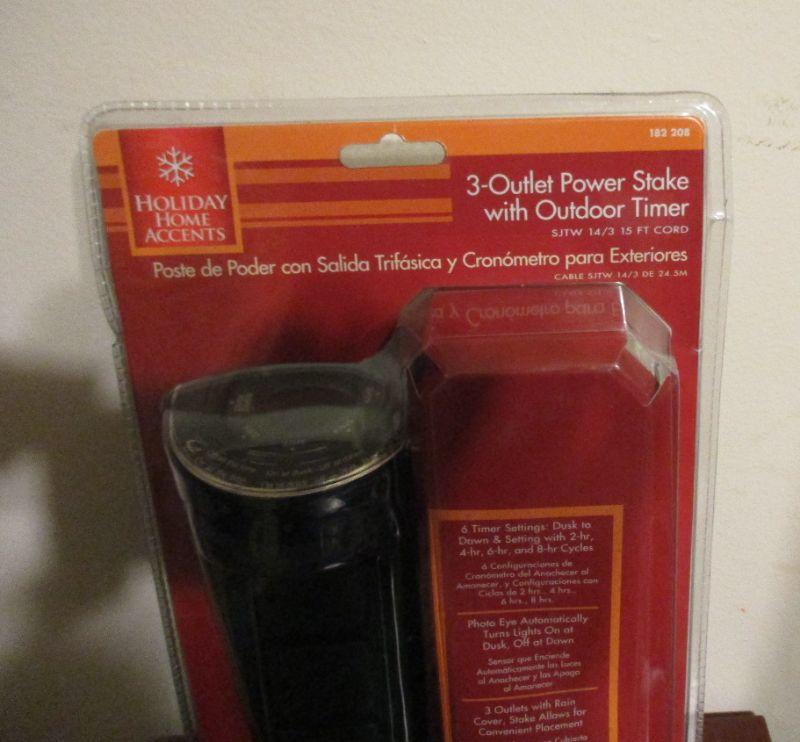 182 208
HOLIDAY
HOME
ACCENTS
3-Outlet Power Stake
with Outdoor Timer
SJTW 14/3 15 FT CORD
Poste de Poder con Salida Trifásica y Cronómetro para Exteriores
CABLE SJTW 14/3 DE 24.5M
6 Timer Settings: Dusk to
Dawn & Setting with 2-hr,
4-hr, 6-hr, and 8-hr Cycles
6 Configuraciones de
Cronómetro del Anochecer al
Amanecer, y Configuraciones con
Ciclos de 2 hrs., 4 hrs.,
6 hrs., 8 hrs.
Photo Eye Automatically
Turns Lights On at
Dusk, Off at Dawn
Sensor que Enciende
Automáticamente las Luces
al Anochecer y las Apaga
al Amanecer
3 Outlets with Rain
Cover, Stake Allows for
Convenient Placement
Cubierta